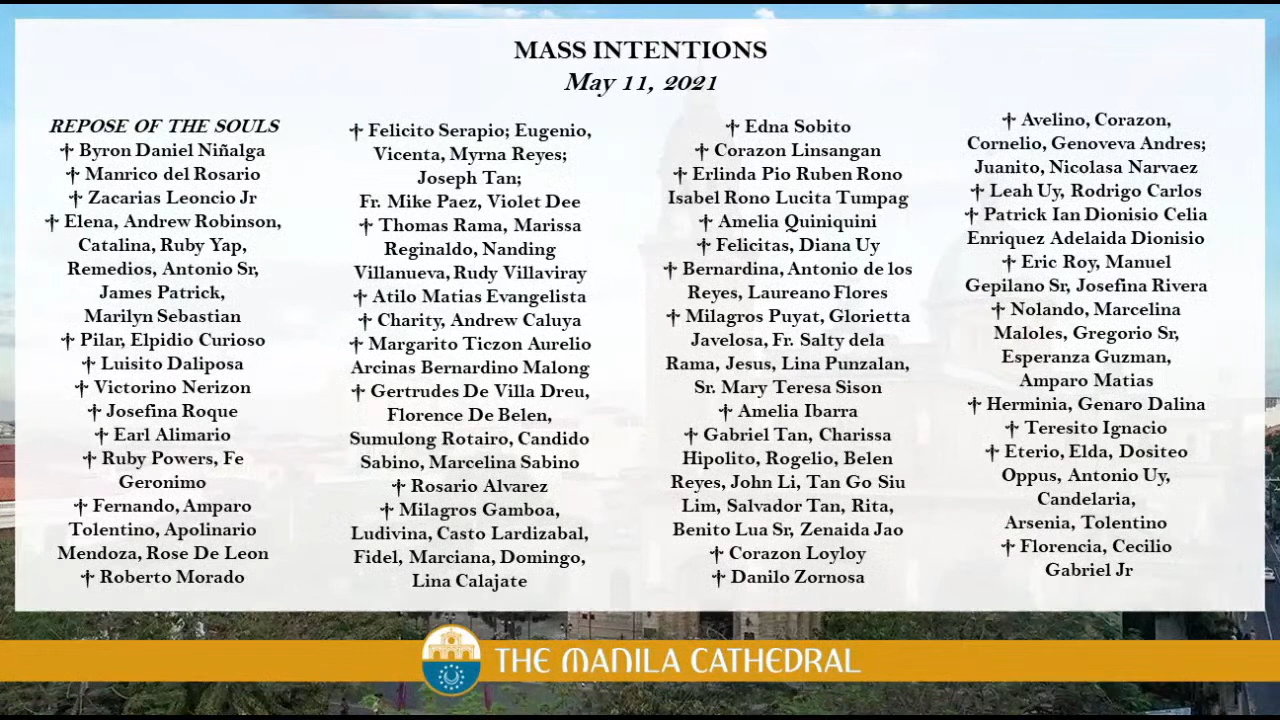 MASS INTENTIONS
May 11, 2021
REPOSE OF THE SOULS
✝ Byron Daniel Niñalga
✝ Manrico del Rosario
✝ Zacarias Leoncio Jr
✝ Elena, Andrew Robinson,
Catalina, Ruby Yap,
Remedios, Antonio Sr,
James Patrick,
Marilyn Sebastian
✝ Pilar, Elpidio Curioso
✝ Luisito Daliposa
✝ Victorino Nerizon
✝ Josefina Roque
✝ Earl Alimario
✝ Ruby Powers, Fe
Geronimo
✝ Fernando, Amparo
Tolentino, Apolinario
Mendoza, Rose De Leon
✝ Roberto Morado
✝ Felicito Serapio; Eugenio,
Vicenta, Myrna Reyes;
Joseph Tan;
Fr. Mike Paez, Violet Dee
✝ Thomas Rama, Marissa
Reginaldo, Nanding
Villanueva, Rudy Villaviray
✝ Atilo Matias Evangelista
✝ Charity, Andrew Caluya
✝ Margarito Ticzon Aurelio
Arcinas Bernardino Malong
✝ Gertrudes De Villa Dreu,
Florence De Belen,
Sumulong Rotairo, Candido
Sabino, Marcelina Sabino
✝ Rosario Alvarez
✝ Milagros Gamboa,
Ludivina, Casto Lardizabal,
Fidel, Marciana, Domingo,
Lina Calajate
✝ Edna Sobito
✝ Corazon Linsangan
✝ Erlinda Pio Ruben Rono
Isabel Rono Lucita Tumpag
✝ Amelia Quiniquini
✝ Felicitas, Diana Uy
✝ Bernardina, Antonio de los
Reyes, Laureano Flores
✝ Milagros Puyat, Glorietta
Javelosa, Fr. Salty dela
Rama, Jesus, Lina Punzalan,
Sr. Mary Teresa Sison
✝ Amelia Ibarra
✝ Gabriel Tan, Charissa
Hipolito, Rogelio, Belen
Reyes, John Li, Tan Go Siu
Lim, Salvador Tan, Rita,
Benito Lua Sr, Zenaida Jao
✝ Corazon Loyloy
✝ Danilo Zornosa
✝ Avelino, Corazon,
Cornelio, Genoveva Andres;
Juanito, Nicolasa Narvaez
✝ Leah Uy, Rodrigo Carlos
✝ Patrick Ian Dionisio Celia
Enriquez Adelaida Dionisio
✝ Eric Roy, Manuel
Gepilano Sr, Josefina Rivera
✝ Nolando, Marcelina
Maloles, Gregorio Sr,
Esperanza Guzman,
Amparo Matias
✝ Herminia, Genaro Dalina
✝ Teresito Ignacio
✝ Eterio, Elda, Dositeo
Oppus, Antonio Uy,
Candelaria,
Arsenia, Tolentino
✝ Florencia, Cecilio
Gabriel Jr
THE MANILA CATHEDRAL